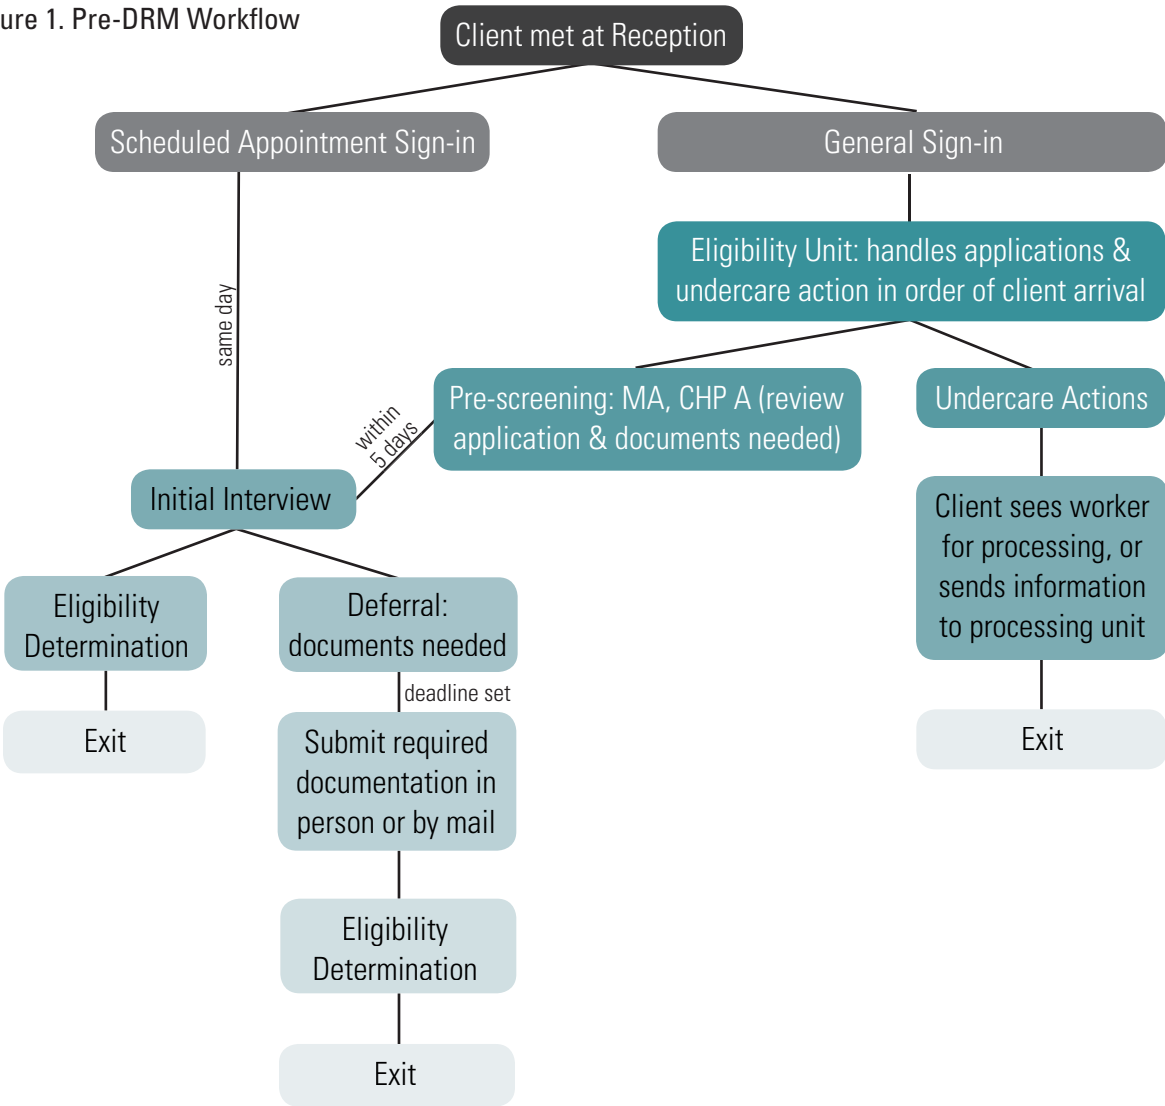 ure 1. Pre-DRM Workflow
Client met at Reception
Scheduled Appointment Sign-in
General Sign-in
Eligibility Unit: handles applications &
undercare action in order of client arrival
same day
Pre-screening: MA, CHP A (review
application & documents needed)
Undercare Actions
within
5 days
Initial Interview
Client sees worker
for processing, or
sends information
to processing unit
Eligibility
Determination
Deferral:
documents needed
deadline set
Exit
Submit required
documentation in
person or by mail
Exit
Eligibility
Determination
Exit